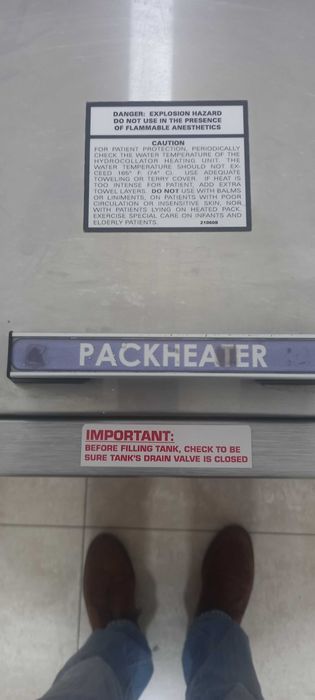 DANGER: EXPLOSION HAZARD
DO NOT USE IN THE PRESENCE
OF FLAMMABLE ANESTHETICS
CAUTION
FOR PATIENT PROTECTION, PERIODICALLY
CHECK THE WATER TEMPERATURE OF THE
HYDROCOLLATOR HEATING UNIT. THE
WATER TEMPERATURE SHOULD NOT EX-
CEED 165° F. (74° C). USE ADEQUATE
TOWELING OR TERRY COVER. IF HEAT IS
TOO INTENSE FOR PATIENT, ADD EXTRA
TOWEL LAYERS. DO NOT USE WITH BALMS
OR LINIMENTS, ON PATIENTS WITH POOR
CIRCULATION OR INSENSITIVE SKIN, NOR
WITH PATIENTS LYING ON HEATED PACK.
EXERCISE SPECIAL CARE ON INFANTS AND
ELDERLY PATIENTS.
PACKHEATER
IMPORTANT:
BEFORE FILLING TANK, CHECK TO BE
SURE TANK'S DRAIN VALVE IS CLOSED